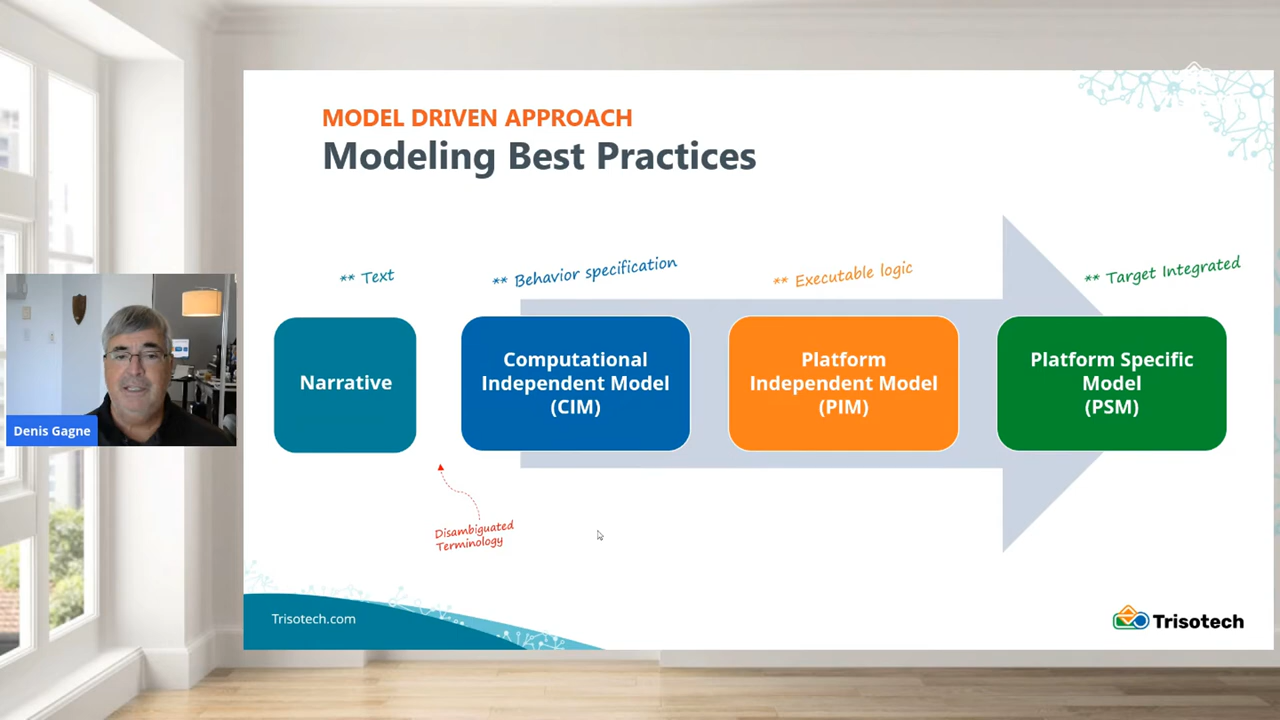 MODEL DRIVEN APPROACH
Modeling Best Practices
** Text
** Behavior specification
** Executable logic
** Target Integrated
Narrative
Computational
Independent Model
(CIM)
Platform
Independent Model
(PIM)
Platform Specific
Model
(PSM)
Disambiguated
Terminology
Denis Gagne
Trisotech.com
Trisotech